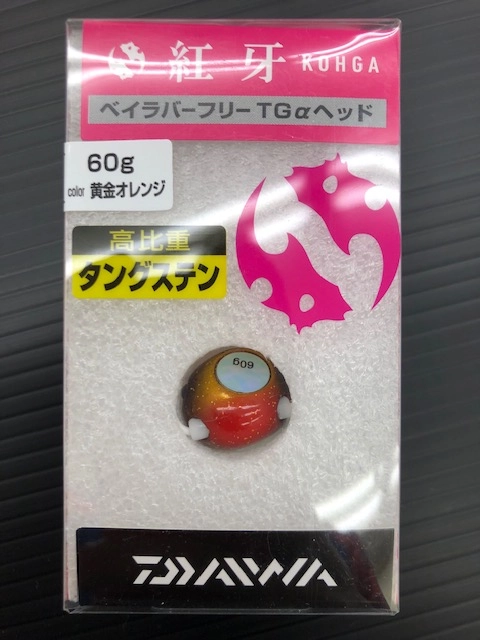 紅牙 KOHGA
ベイラバーフリー TGαヘッド
60g
color 黄金オレンジ
高比重
タングステン
60g
DAIWA